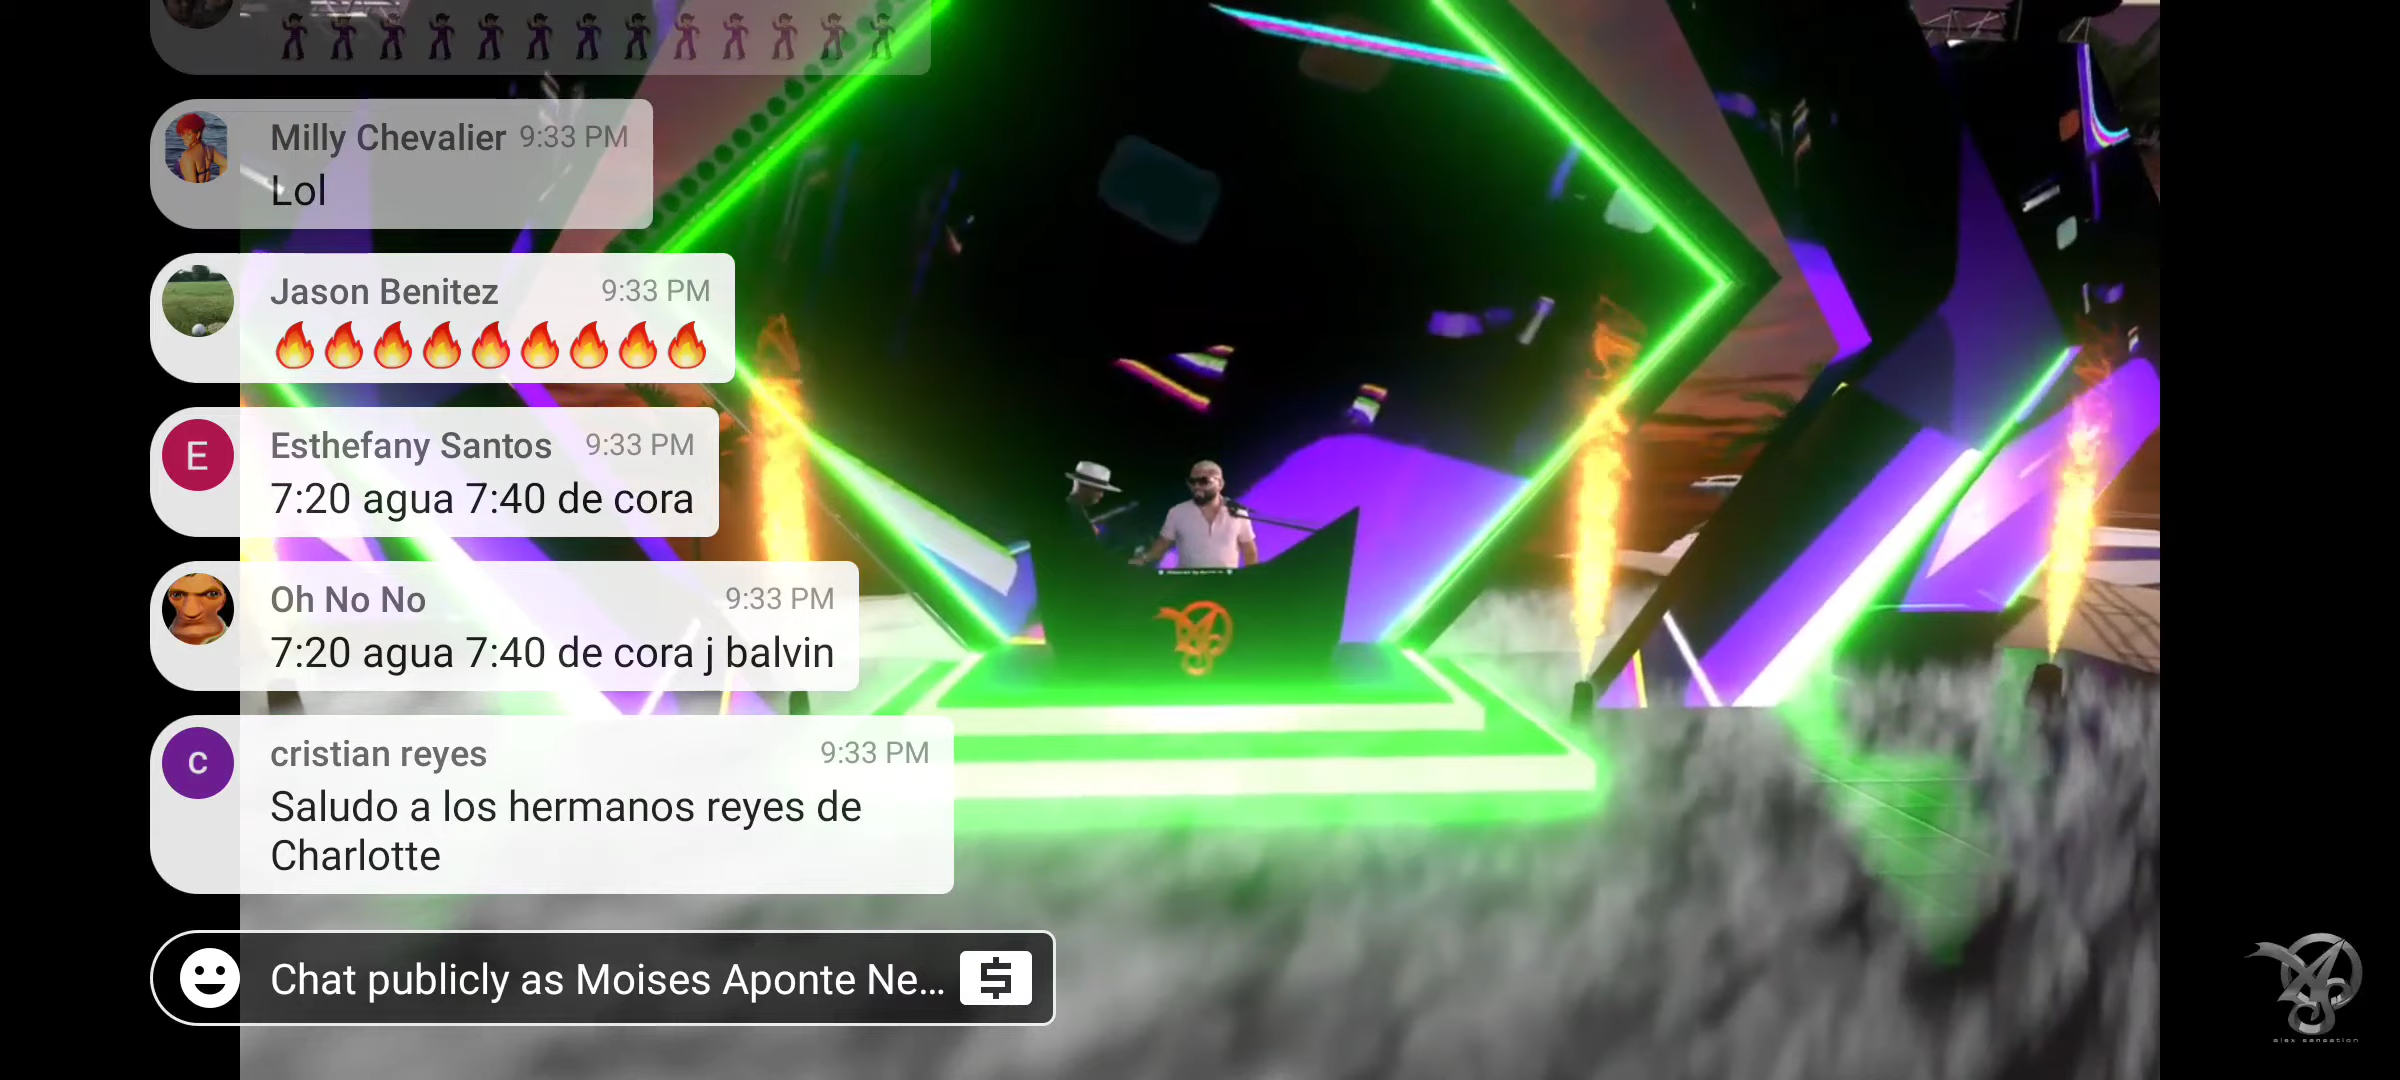 Milly Chevalier 9:33 PM
Lol
Jason Benitez 9:33 PM
🔥🔥🔥🔥🔥🔥🔥🔥🔥
E
Esthefany Santos 9:33 PM
7:20 agua 7:40 de cora
Oh No No 9:33 PM
7:20 agua 7:40 de cora j balvin
c
cristian reyes 9:33 PM
Saludo a los hermanos reyes de
Charlotte
Chat publicly as Moises Aponte Ne...
$
alex sensation